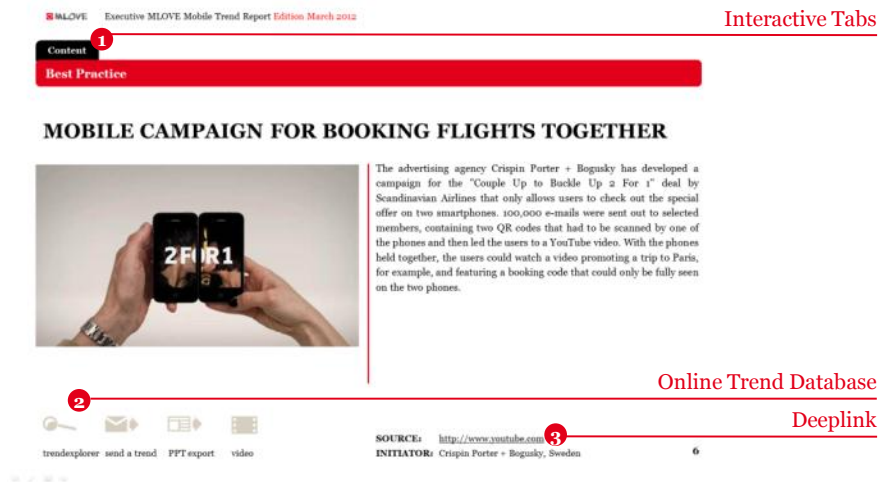 MLOVE Executive MLOVE Mobile Trend Report Edition March 2012
Interactive Tabs
1
Content
Best Practice
MOBILE CAMPAIGN FOR BOOKING FLIGHTS TOGETHER
The advertising agency Crispin Porter + Bogusky has developed a
campaign for the "Couple Up to Buckle Up 2 For 1" deal by
Scandinavian Airlines that only allows users to check out the special
offer on two smartphones. 100,000 e-mails were sent out to selected
members, containing two QR codes that had to be scanned by one of
the phones and then led the users to a YouTube video. With the phones
held together, the users could watch a video promoting a trip to Paris,
for example, and featuring a booking code that could only be fully seen
on the two phones.
2FOR1
Online Trend Database
2
Deeplink
3
trendexplorer send a trend PPT export video
SOURCE: http://www.youtube.com
INITIATOR: Crispin Porter + Bogusky, Sweden
6